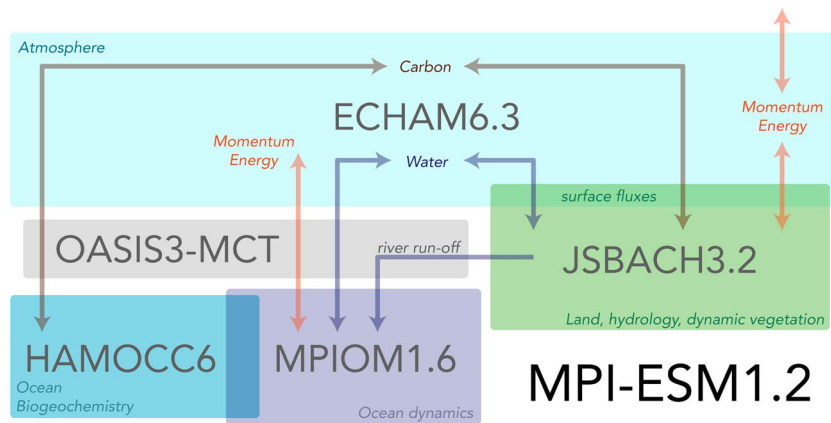 Atmosphere
Carbon
ECHAM6.3
Momentum
Energy
Momentum
Energy
Water
surface fluxes
OASIS3-MCT
river run-off
JSBACH3.2
Land, hydrology, dynamic vegetation
HAMOCC6
MPIOM1.6
Ocean
Biogeochemistry
Ocean dynamics
MPI-ESM1.2